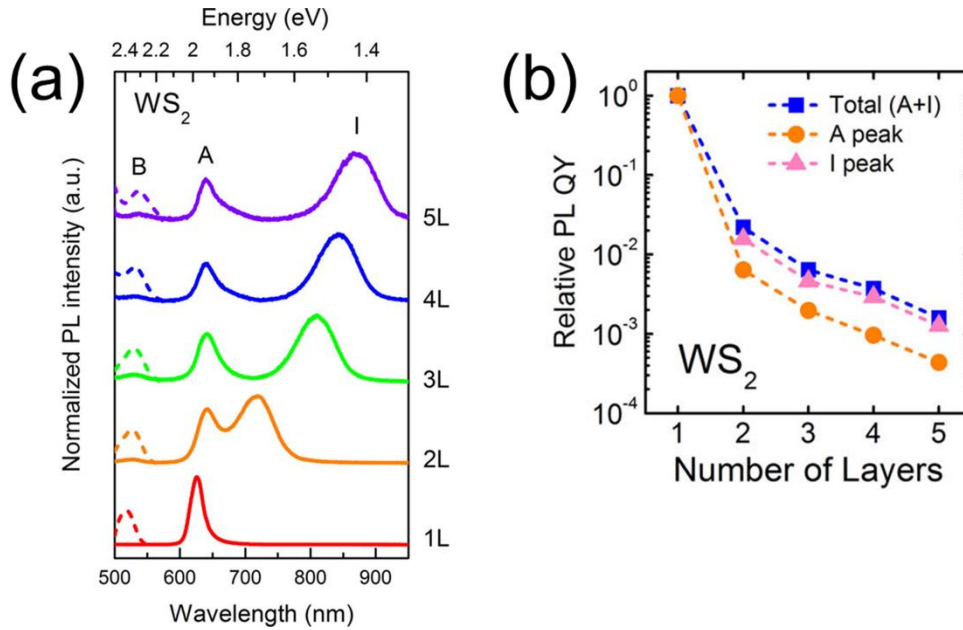 (a)
Energy (eV)
2.4 2.2 2 1.8 1.6 1.4
WS2
B A I
5L
4L
3L
2L
1L
Normalized PL intensity (a.u.)
500 600 700 800 900
Wavelength (nm)
(b)
Relative PL QY
10^0
10^-1
10^-2
10^-3
10^-4
Total (A+I)
A peak
I peak
WS2
1 2 3 4 5
Number of Layers